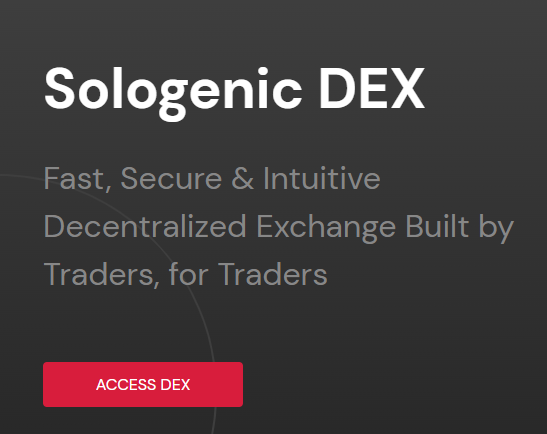 Sologenic DEX
Fast, Secure & Intuitive
Decentralized Exchange Built by
Traders, for Traders
ACCESS DEX